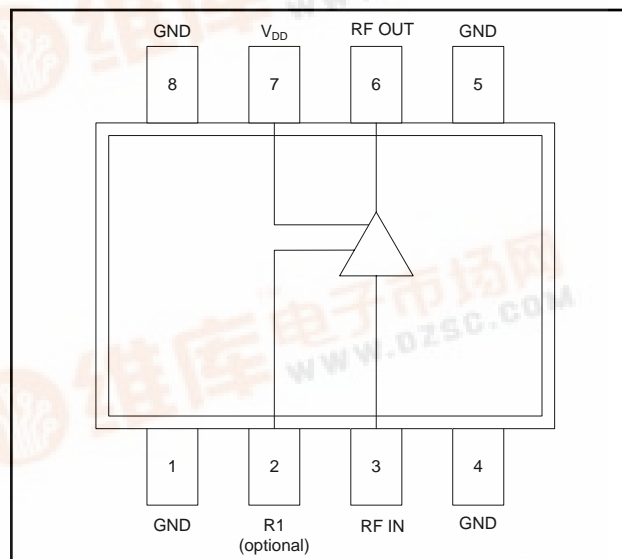 GND V_DD RF OUT GND
8 7 6 5
维库电子市场网
WWW.DZSC.COM
1 2 3 4
GND R1 RF IN GND
(optional)